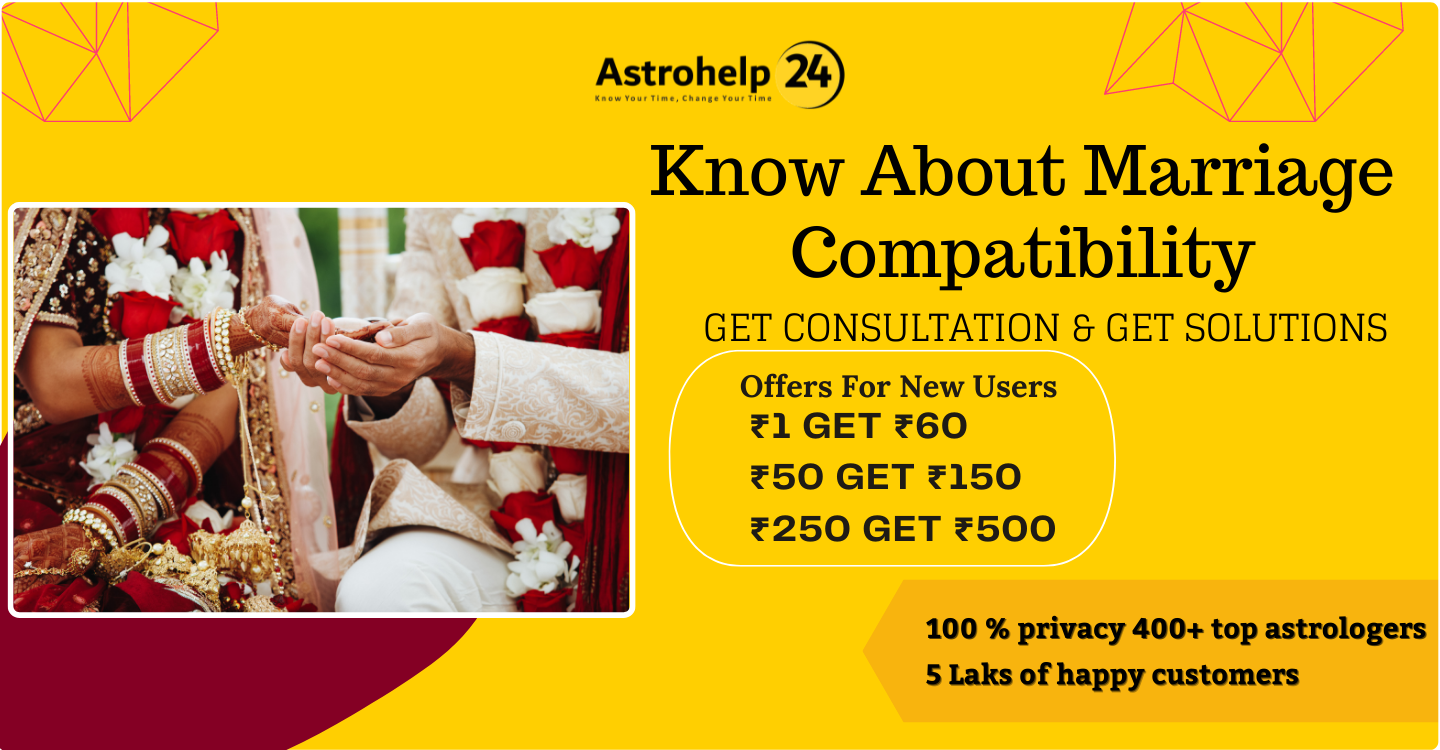 Astrohelp 24
Know Your Time, Change Your Time
Know About Marriage
Compatibility
GET CONSULTATION & GET SOLUTIONS
Offers For New Users
₹1 GET ₹60
₹50 GET ₹150
₹250 GET ₹500
100 % privacy 400+ top astrologers
5 Laks of happy customers